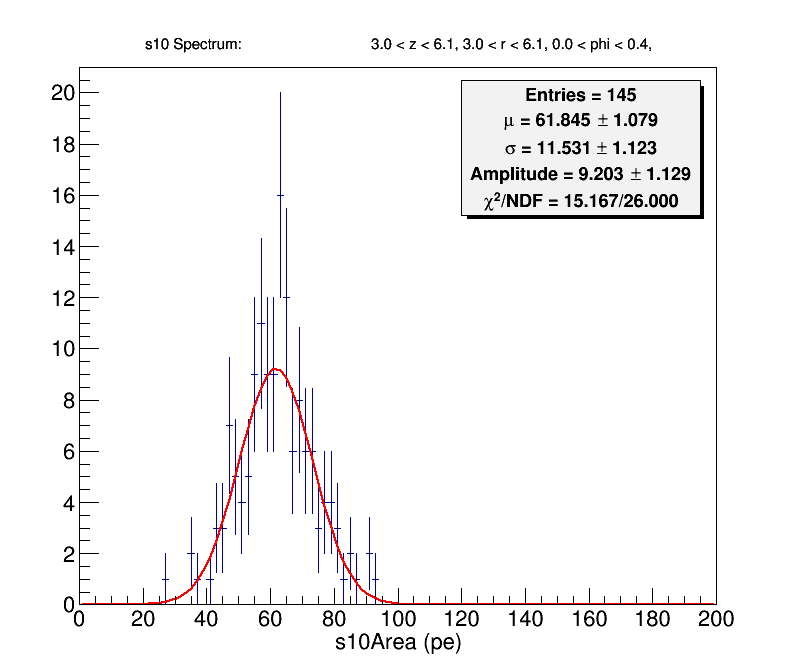 s10 Spectrum: 3.0 < z < 6.1, 3.0 < r < 6.1, 0.0 < phi < 0.4,
Entries = 145
μ = 61.845 ± 1.079
σ = 11.531 ± 1.123
Amplitude = 9.203 ± 1.129
χ²/NDF = 15.167/26.000
20
18
16
14
12
10
8
6
4
2
0
0 20 40 60 80 100 120 140 160 180 200
s10Area (pe)